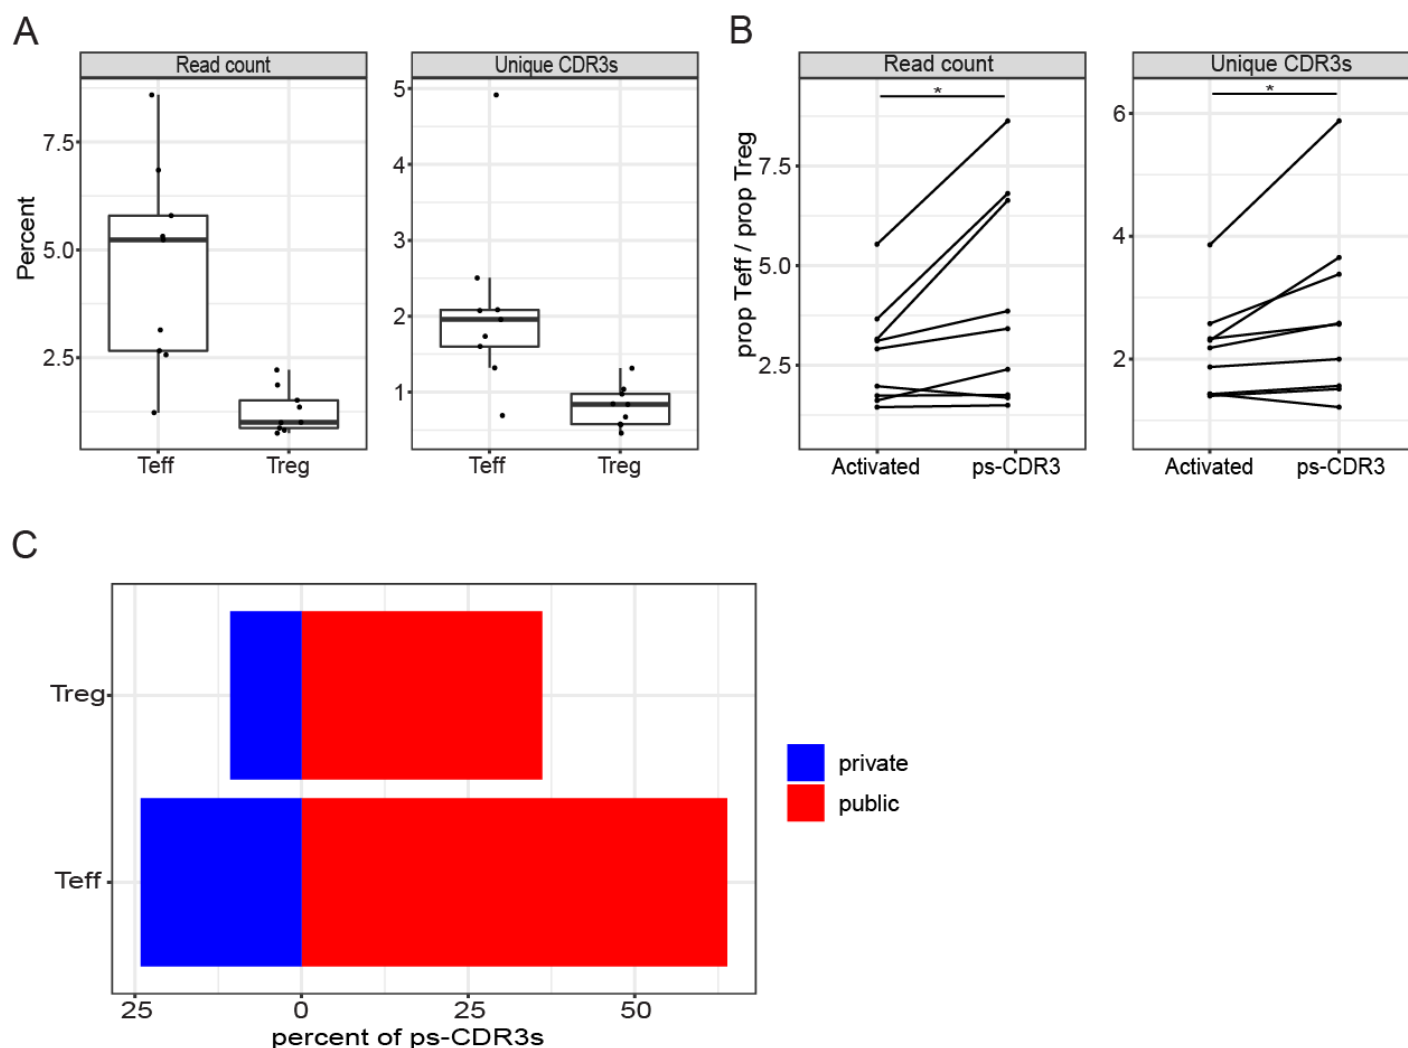 A
Read count
Unique CDR3s
Percent
7.5
5.0
2.5
5
4
3
2
1
Teff
Treg
Teff
Treg
B
Read count
Unique CDR3s
prop Teff / prop Treg
*
*
7.5
5.0
2.5
6
4
2
Activated
ps-CDR3
Activated
ps-CDR3
C
Treg
Teff
25
0
25
50
percent of ps-CDR3s
private
public